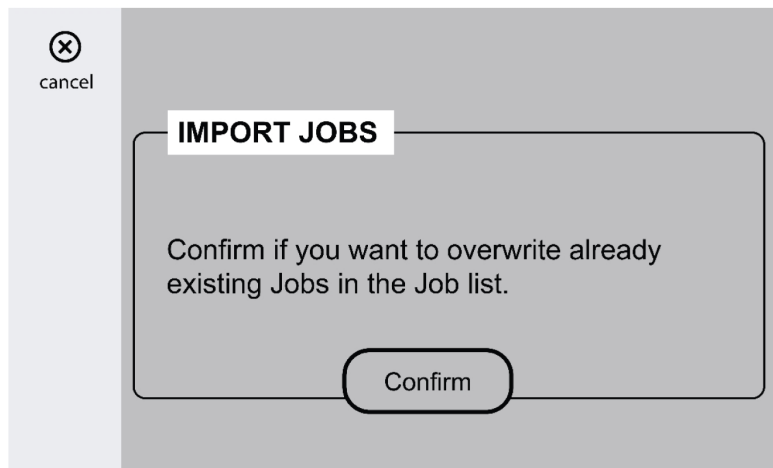 cancel
IMPORT JOBS
Confirm if you want to overwrite already
existing Jobs in the Job list.
Confirm